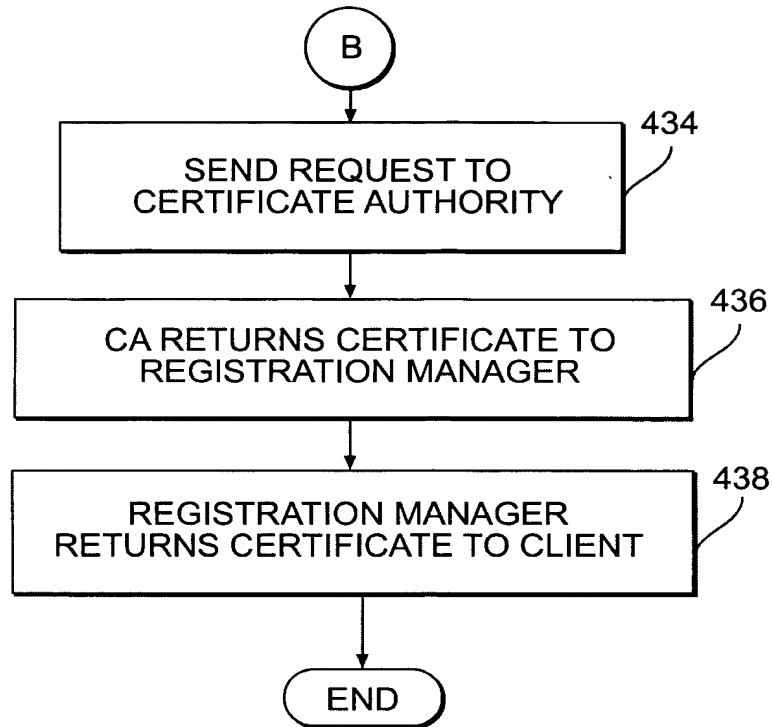 B
434
SEND REQUEST TO
CERTIFICATE AUTHORITY
436
CA RETURNS CERTIFICATE TO
REGISTRATION MANAGER
438
REGISTRATION MANAGER
RETURNS CERTIFICATE TO CLIENT
END